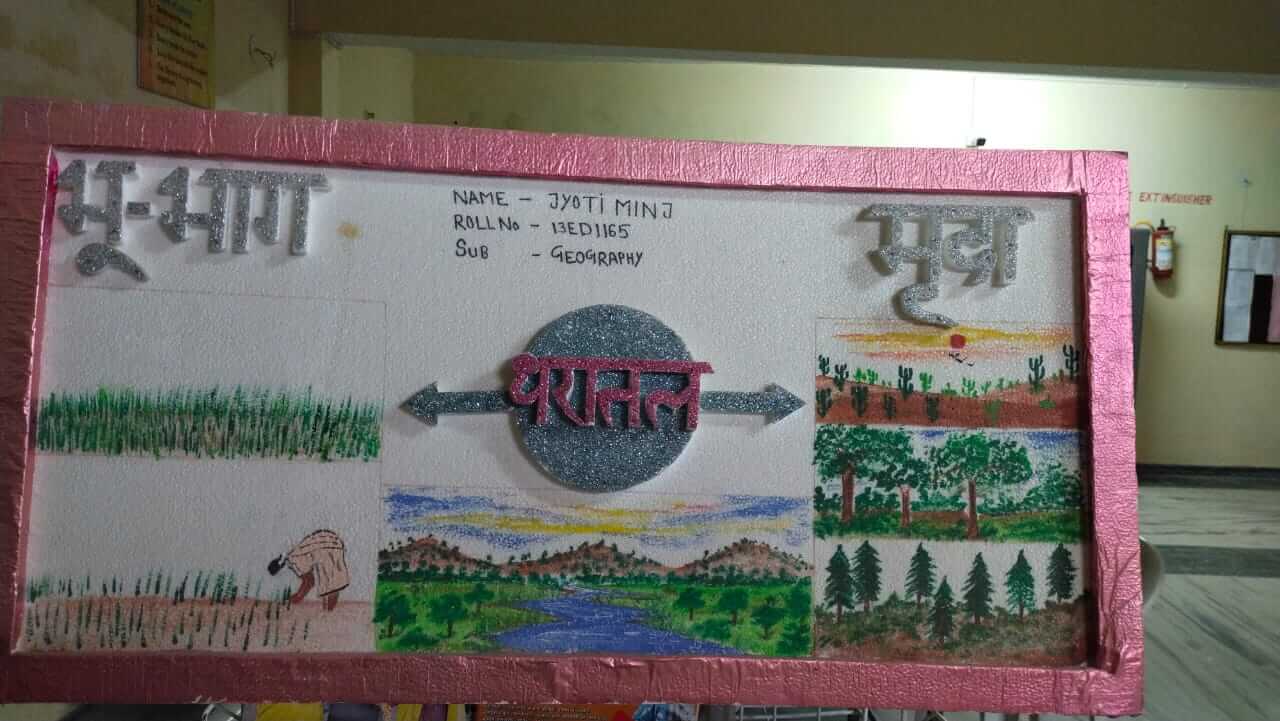 भू-भाग
NAME - JYOTI MINJ
ROLL No - 13ED1165
SUB - GEOGRAPHY
मृदा
धरातल
EXTINGUISHER